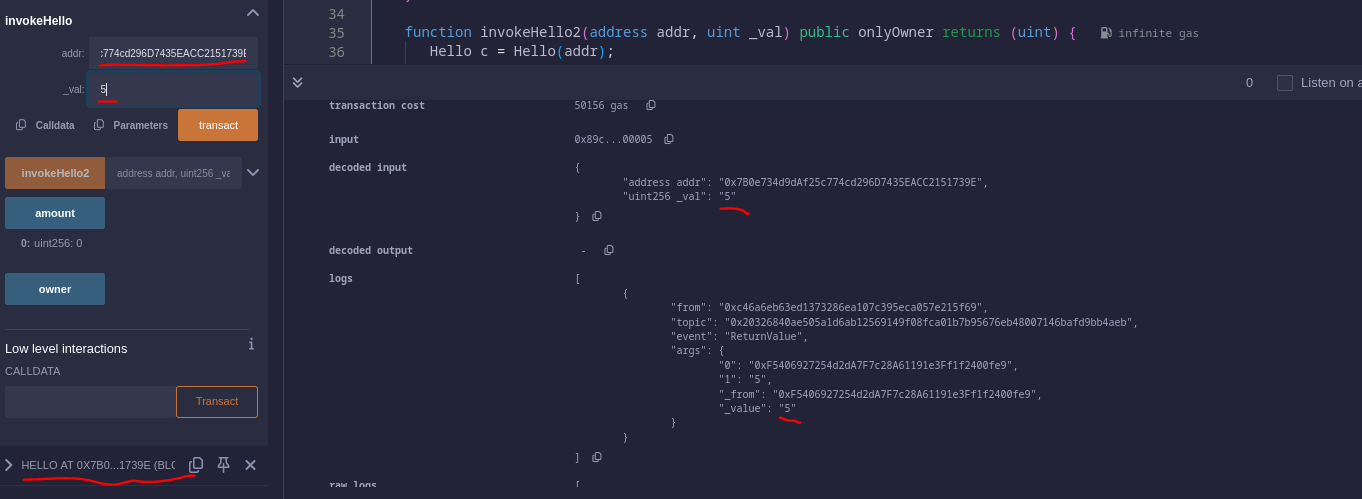 invokeHello
addr: :774cd296D7435EACC2151739E
_val: 5
Calldata Parameters transact
invokeHello2 address addr, uint256 _va
amount
0: uint256: 0
owner
Low level interactions
CALLDATA
Transact
HELLO AT 0X7B0...1739E (BLO
34
35 function invokeHello2(address addr, uint _val) public onlyOwner returns (uint) { infinite gas
36 Hello c = Hello(addr);
0 Listen on a
transaction cost 50156 gas
input 0x89c...00005
decoded input {
"address addr": "0x7B0e734d9dAf25c774cd296D7435EACC2151739E",
"uint256 _val": "5"
}
decoded output -
logs [
{
"from": "0xc46a6eb63ed1373286ea107c395eca057e215f69",
"topic": "0x20326840ae505a1d6ab12569149f08fca01b7b95676eb48007146bafd9bb4aeb",
"event": "ReturnValue",
"args": {
"0": "0xF5406927254d2dA7F7c28A61191e3Ff1f2400fe9",
"1": "5",
"_from": "0xF5406927254d2dA7F7c28A61191e3Ff1f2400fe9",
"_value": "5"
}
}
]
raw logs [